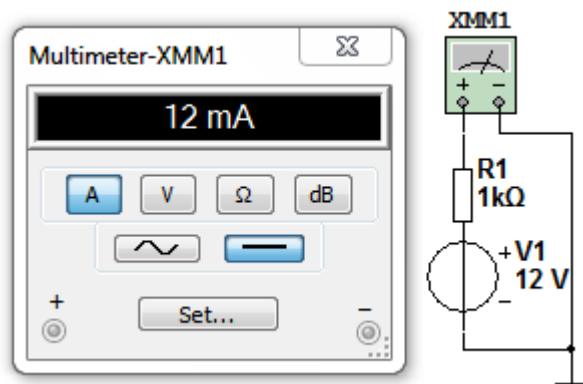 Multimeter-XMM1
12 mA
A V Ω dB
+ −
Set...
XMM1
+ −
R1
1kΩ
+ V1
12 V
−